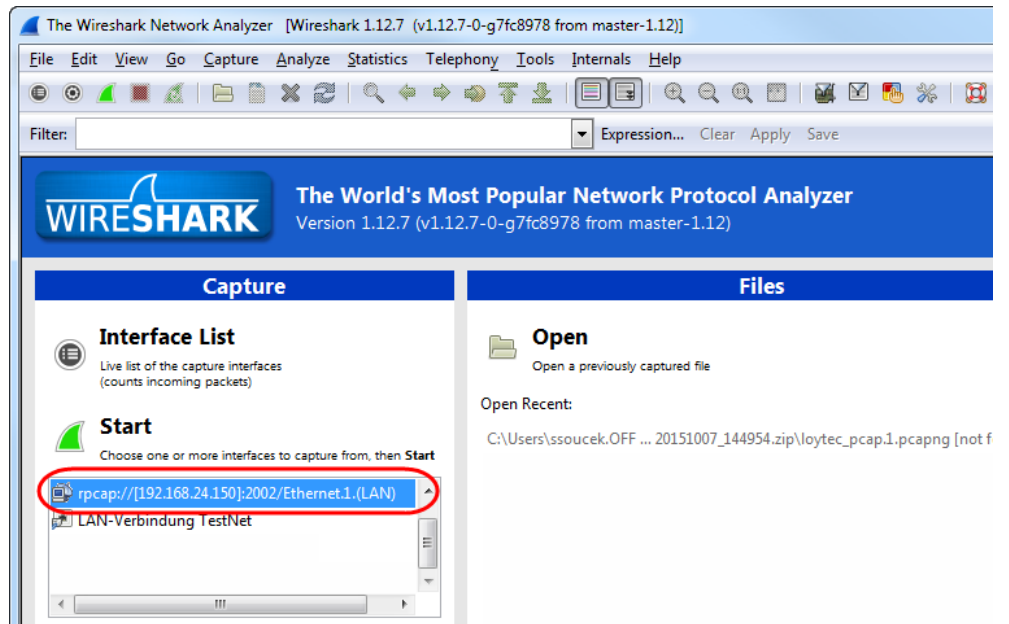 The Wireshark Network Analyzer [Wireshark 1.12.7 (v1.12.7-0-g7fc8978 from master-1.12)]
File Edit View Go Capture Analyze Statistics Telephony Tools Internals Help
Filter: Expression... Clear Apply Save
WIRESHARK
The World's Most Popular Network Protocol Analyzer
Version 1.12.7 (v1.12.7-0-g7fc8978 from master-1.12)
Capture
Interface List
Live list of the capture interfaces
(counts incoming packets)
Start
Choose one or more interfaces to capture from, then Start
rpcap://[192.168.24.150]:2002/Ethernet.1.(LAN)
LAN-Verbindung TestNet
Files
Open
Open a previously captured file
Open Recent:
C:\Users\ssoucek.OFF ... 20151007_144954.zip\loytec_pcap.1.pcapng [not f